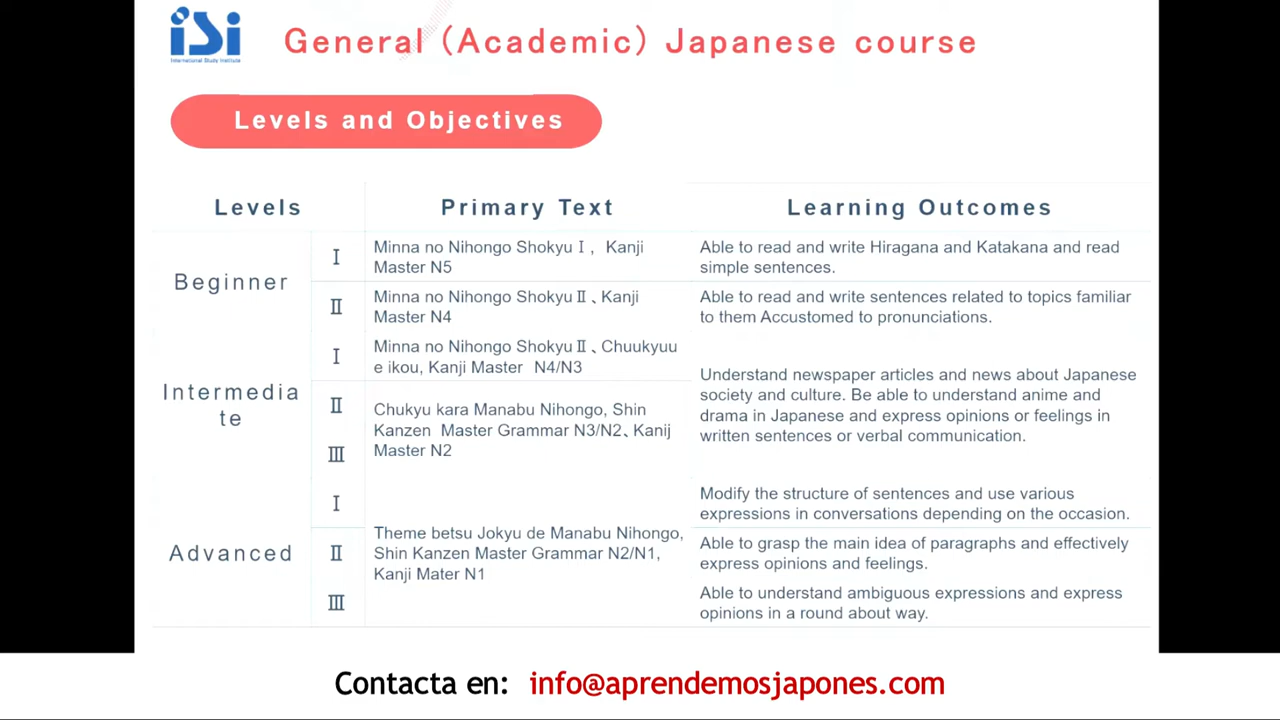 iSi
International Study Institute
General (Academic) Japanese course
Levels and Objectives
Levels
Primary Text
Learning Outcomes
Beginner
Ⅰ
Minna no Nihongo Shokyu Ⅰ, Kanji
Master N5
Able to read and write Hiragana and Katakana and read
simple sentences.
Ⅱ
Minna no Nihongo Shokyu Ⅱ、Kanji
Master N4
Able to read and write sentences related to topics familiar
to them Accustomed to pronunciations.
Intermedia
te
Ⅰ
Minna no Nihongo Shokyu Ⅱ、Chuukyuu
e ikou, Kanji Master N4/N3
Ⅱ
Ⅲ
Chukyu kara Manabu Nihongo, Shin
Kanzen Master Grammar N3/N2、Kanij
Master N2
Understand newspaper articles and news about Japanese
society and culture. Be able to understand anime and
drama in Japanese and express opinions or feelings in
written sentences or verbal communication.
Advanced
Ⅰ
Modify the structure of sentences and use various
expressions in conversations depending on the occasion.
Ⅱ
Theme betsu Jokyu de Manabu Nihongo,
Shin Kanzen Master Grammar N2/N1,
Kanji Mater N1
Able to grasp the main idea of paragraphs and effectively
express opinions and feelings.
Ⅲ
Able to understand ambiguous expressions and express
opinions in a round about way.
Contacta en: info@aprendemosjapones.com